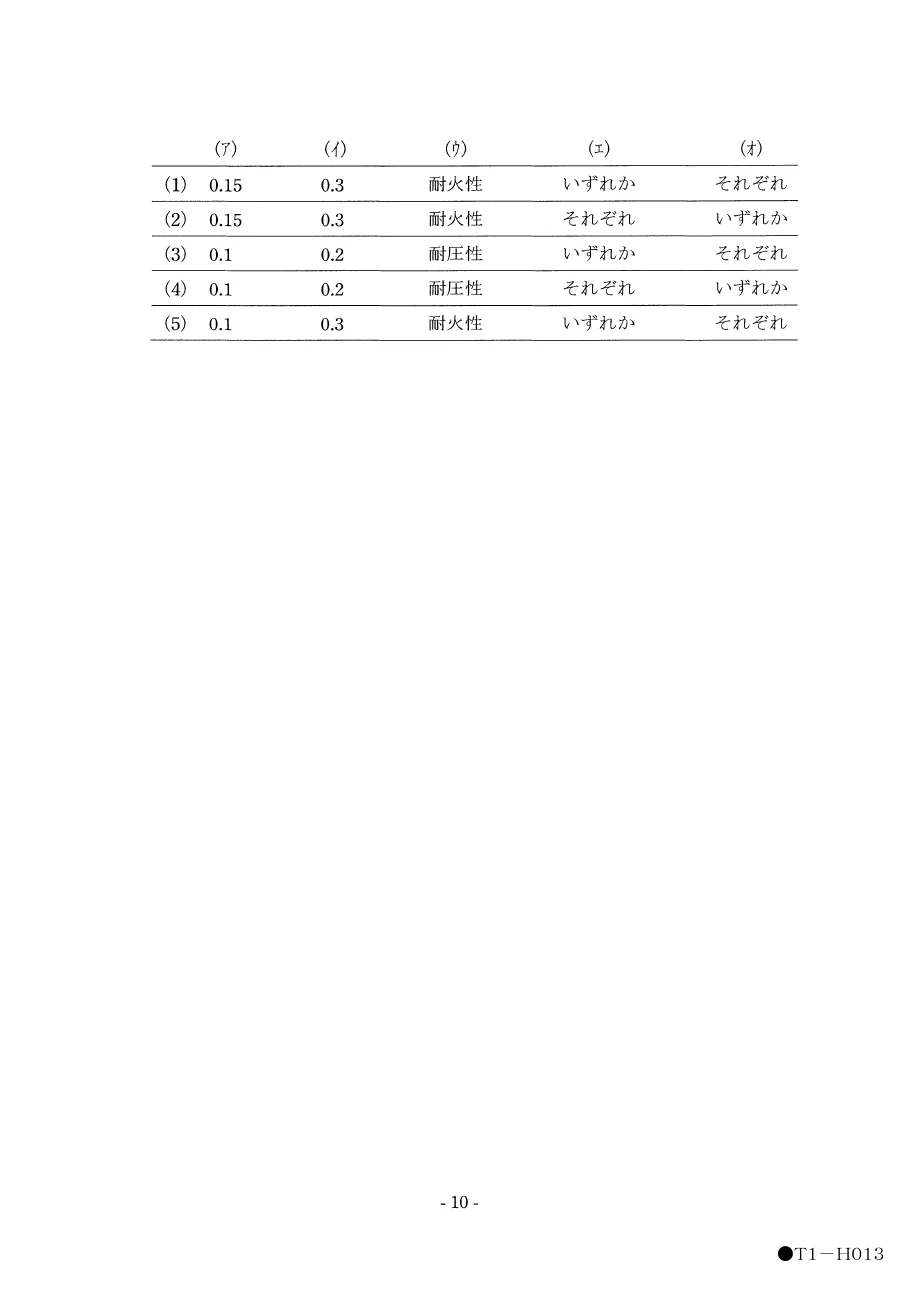 (ア) (イ) (ウ) (エ) (オ)
(1) 0.15 0.3 耐火性 いずれか それぞれ
(2) 0.15 0.3 耐火性 それぞれ いずれか
(3) 0.1 0.2 耐圧性 いずれか それぞれ
(4) 0.1 0.2 耐圧性 それぞれ いずれか
(5) 0.1 0.3 耐火性 いずれか それぞれ
- 10 -
●T1－H013